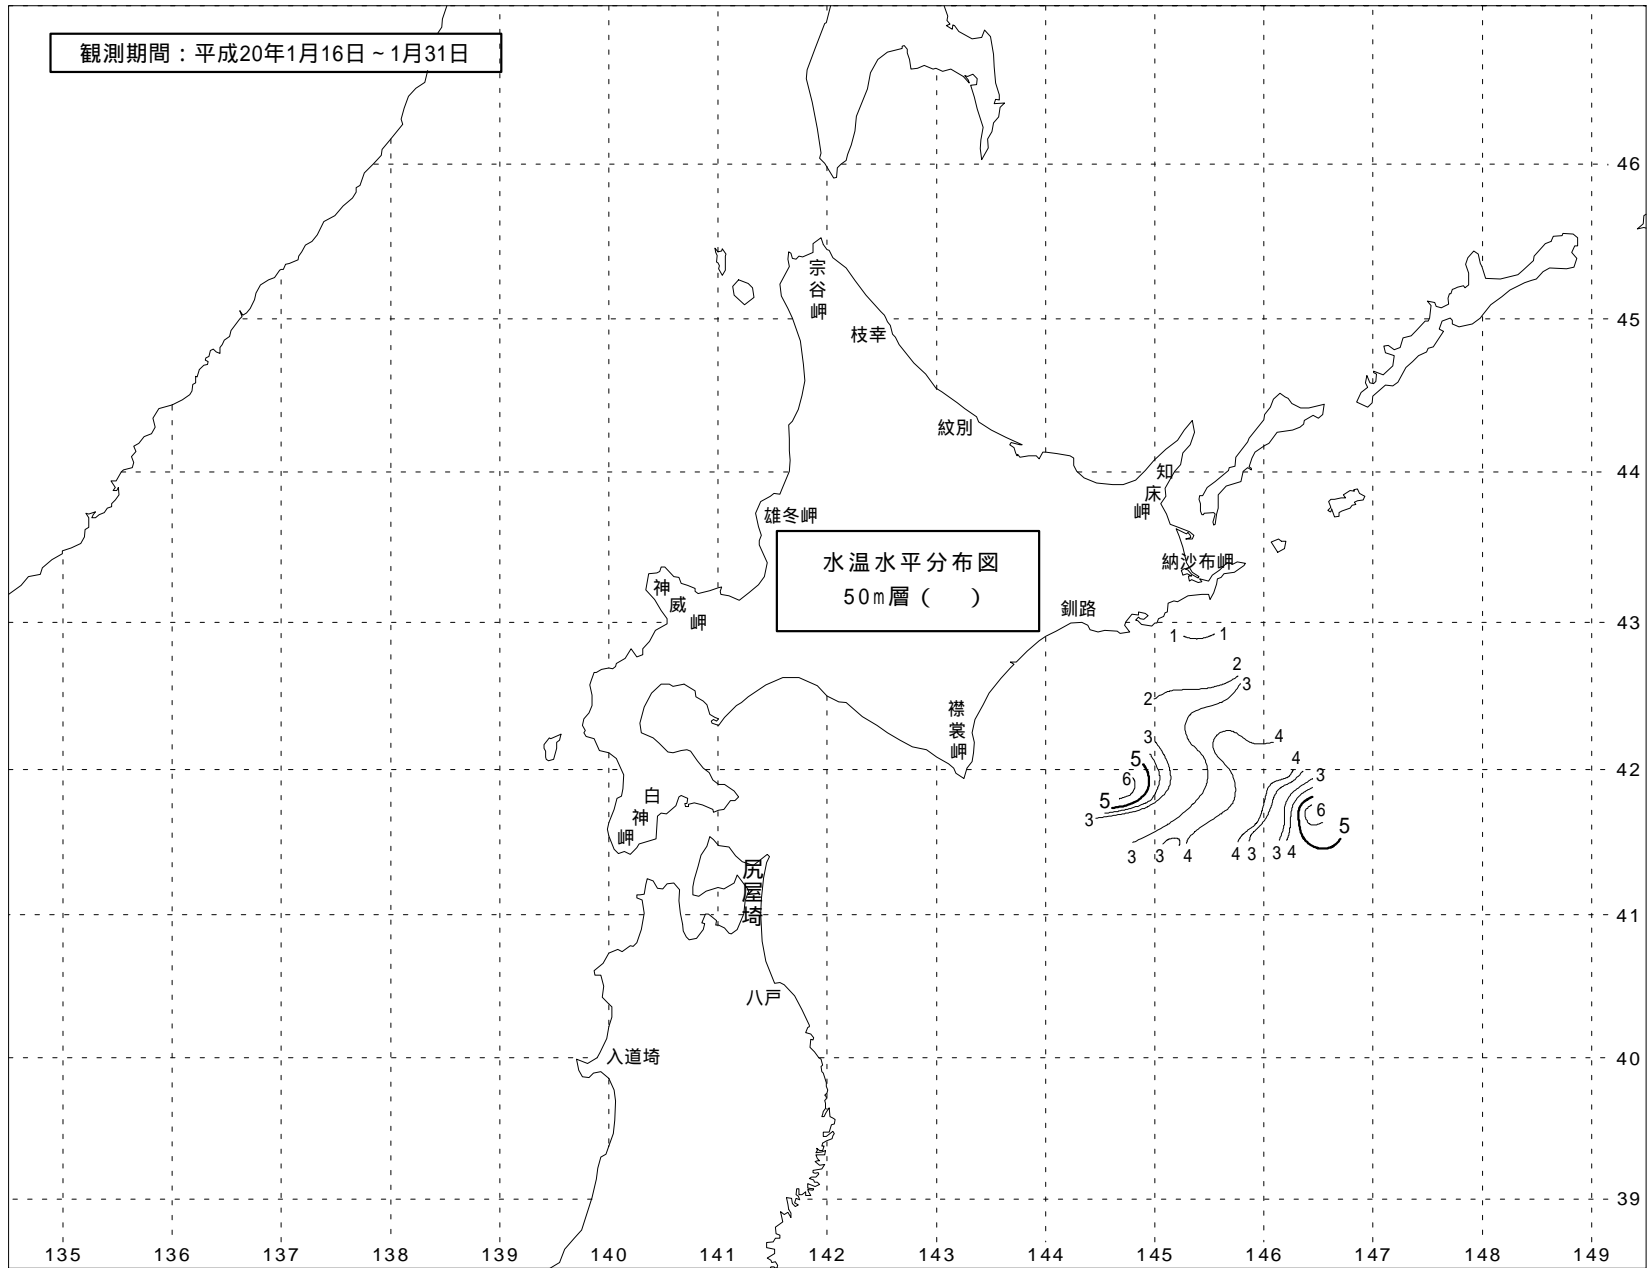 観測期間：平成20年1月16日～1月31日
46
宗谷岬
45
枝幸
紋別
44
知床岬
雄冬岬
水温水平分布図
50m層（　）
納沙布岬
神威岬
釧路
43
1 1
2
3
2
襟裳岬
3
4
5
4
42
6
3
5
6
3
5
3 3 4 4 3 3 4
白神岬
尻屋埼
41
八戸
入道埼
40
39
135 136 137 138 139 140 141 142 143 144 145 146 147 148 149